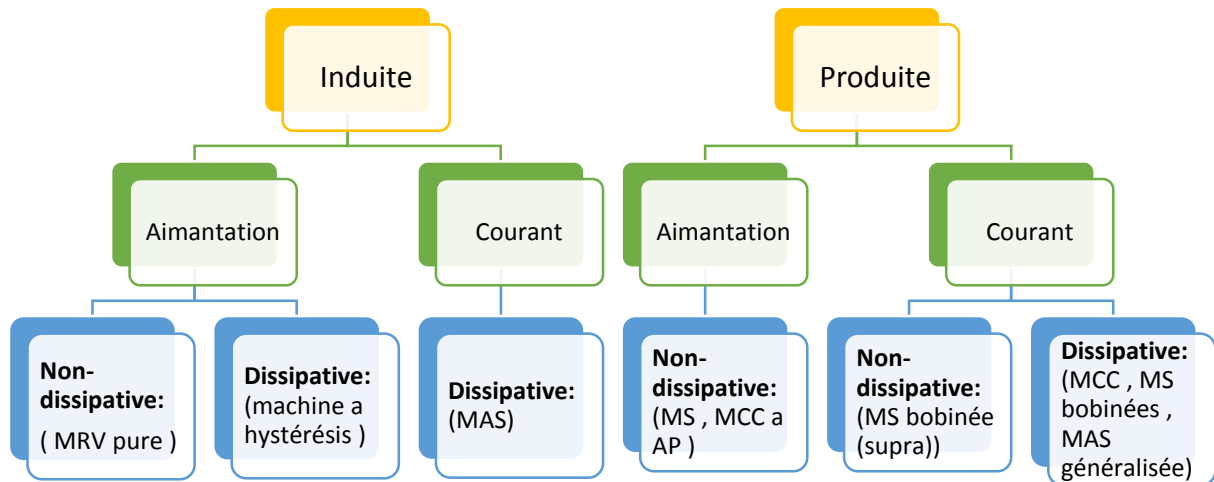 Induite
Produite
Aimantation
Courant
Aimantation
Courant
Non-
dissipative:
( MRV pure )
Dissipative:
(machine a
hystérésis )
Dissipative:
(MAS)
Non-
dissipative:
(MS , MCC a
AP )
Non-
dissipative:
(MS bobinée
(supra))
Dissipative:
(MCC , MS
bobinées ,
MAS
généralisée)